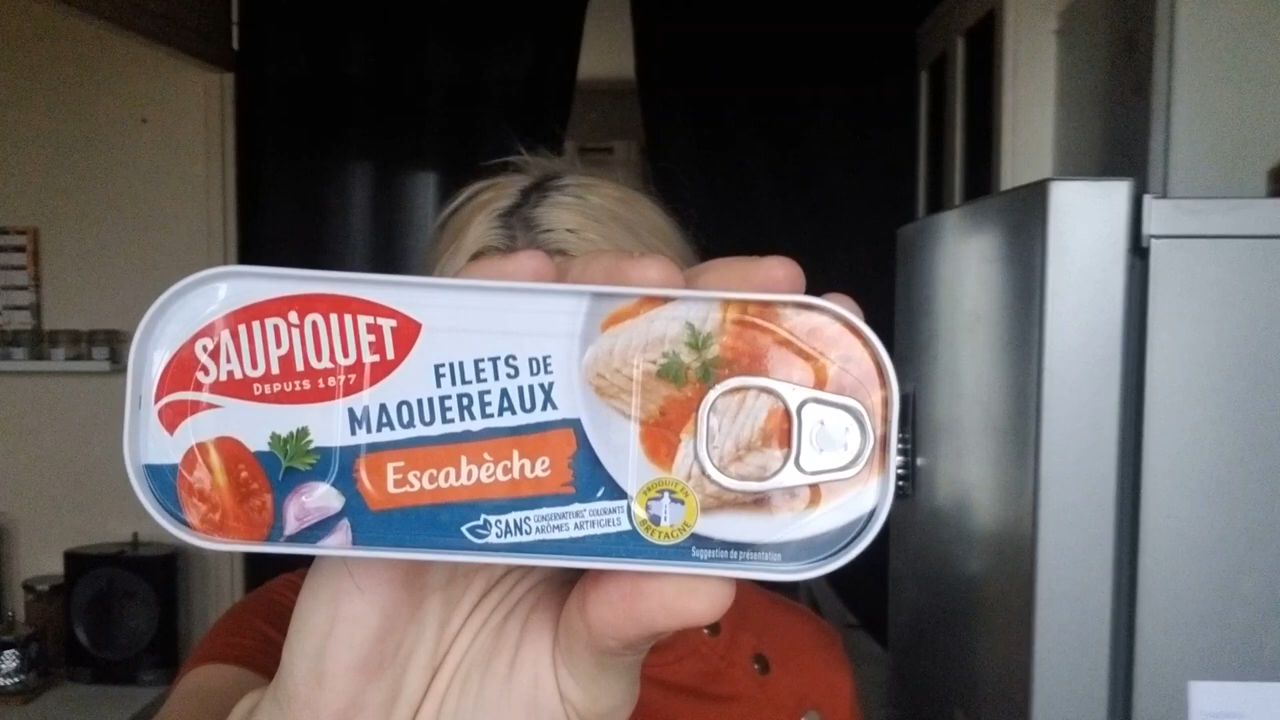 SAUPiQUET
DEPUIS 1877
FILETS DE
MAQUEREAUX
Escabèche
SANS CONSERVATEURS* COLORANTS
ARÔMES ARTIFICIELS
PRODUIT EN
BRETAGNE
Suggestion de présentation